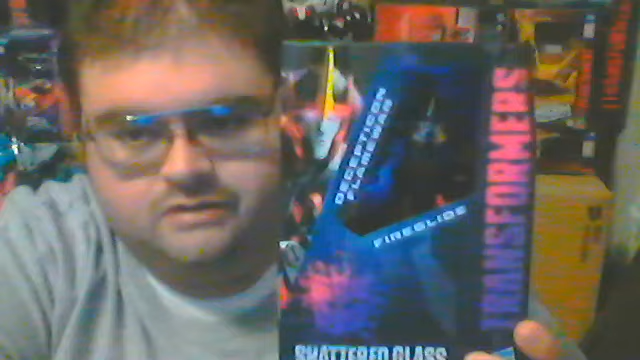 DECEPTICON
FLAMEWAR
FIREGLIDE
TRANSFORMERS
SHATTERED GLASS